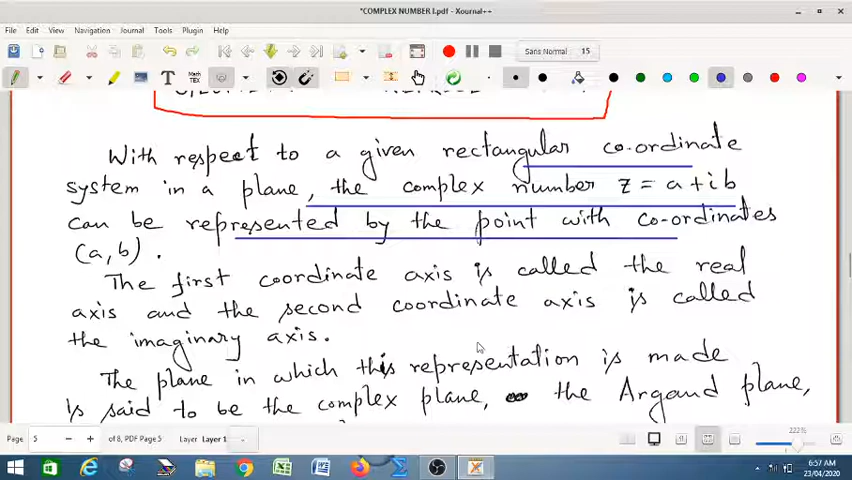 *COMPLEX NUMBER I.pdf - Xournal++
File Edit View Navigation Journal Tools Plugin Help
Sans Normal 15
With respect to a given rectangular co-ordinate
system in a plane, the complex number z = a + i b
can be represented by the point with co-ordinates
(a, b) .
The first coordinate axis is called the real
axis and the second coordinate axis is called
the imaginary axis.
The plane in which this representation is made
is said to be the complex plane, the Argand plane,
222%
Page 5 of 8, PDF Page 5 Layer Layer 1
6:57 AM
23/04/2020